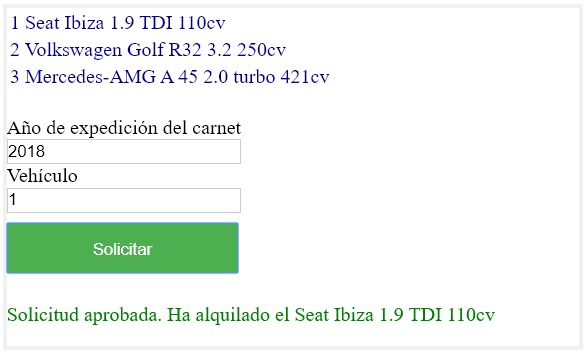 1 Seat Ibiza 1.9 TDI 110cv
2 Volkswagen Golf R32 3.2 250cv
3 Mercedes-AMG A 45 2.0 turbo 421cv
Año de expedición del carnet
2018
Vehículo
1
Solicitar
Solicitud aprobada. Ha alquilado el Seat Ibiza 1.9 TDI 110cv